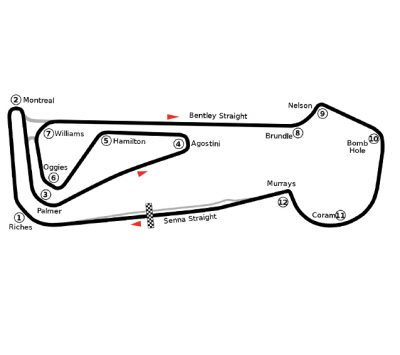 2 Montreal
Bentley Straight
Nelson
9
7 Williams
5 Hamilton
4 Agostini
Brundle 8
10
Bomb
Hole
Oggies
6
3
Palmer
Murrays
12
Coram 11
1
Riches
Senna Straight